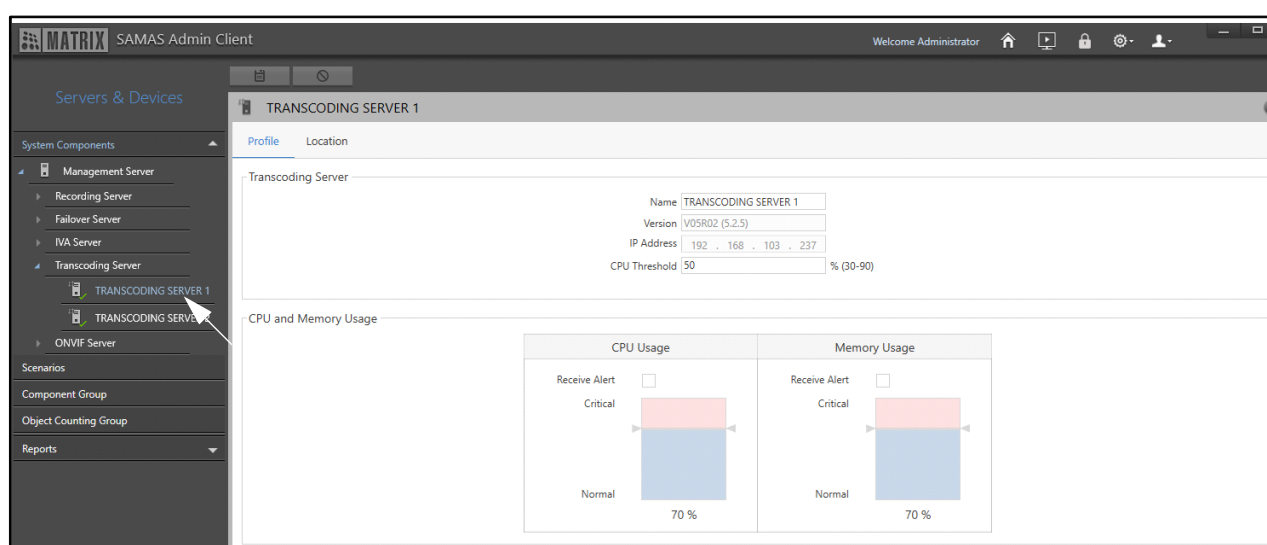 MATRIX SAMAS Admin Client
Welcome Administrator
Servers & Devices
TRANSCODING SERVER 1
System Components
Profile Location
Management Server
Transcoding Server
Recording Server
Name TRANSCODING SERVER 1
Failover Server
Version V05R02 (5.2.5)
IVA Server
IP Address 192 . 168 . 103 . 237
Transcoding Server
CPU Threshold 50 % (30-90)
TRANSCODING SERVER 1
TRANSCODING SERV
CPU and Memory Usage
ONVIF Server
CPU Usage Memory Usage
Scenarios
Receive Alert Receive Alert
Component Group
Critical Critical
Object Counting Group
Reports
Normal Normal
70 % 70 %